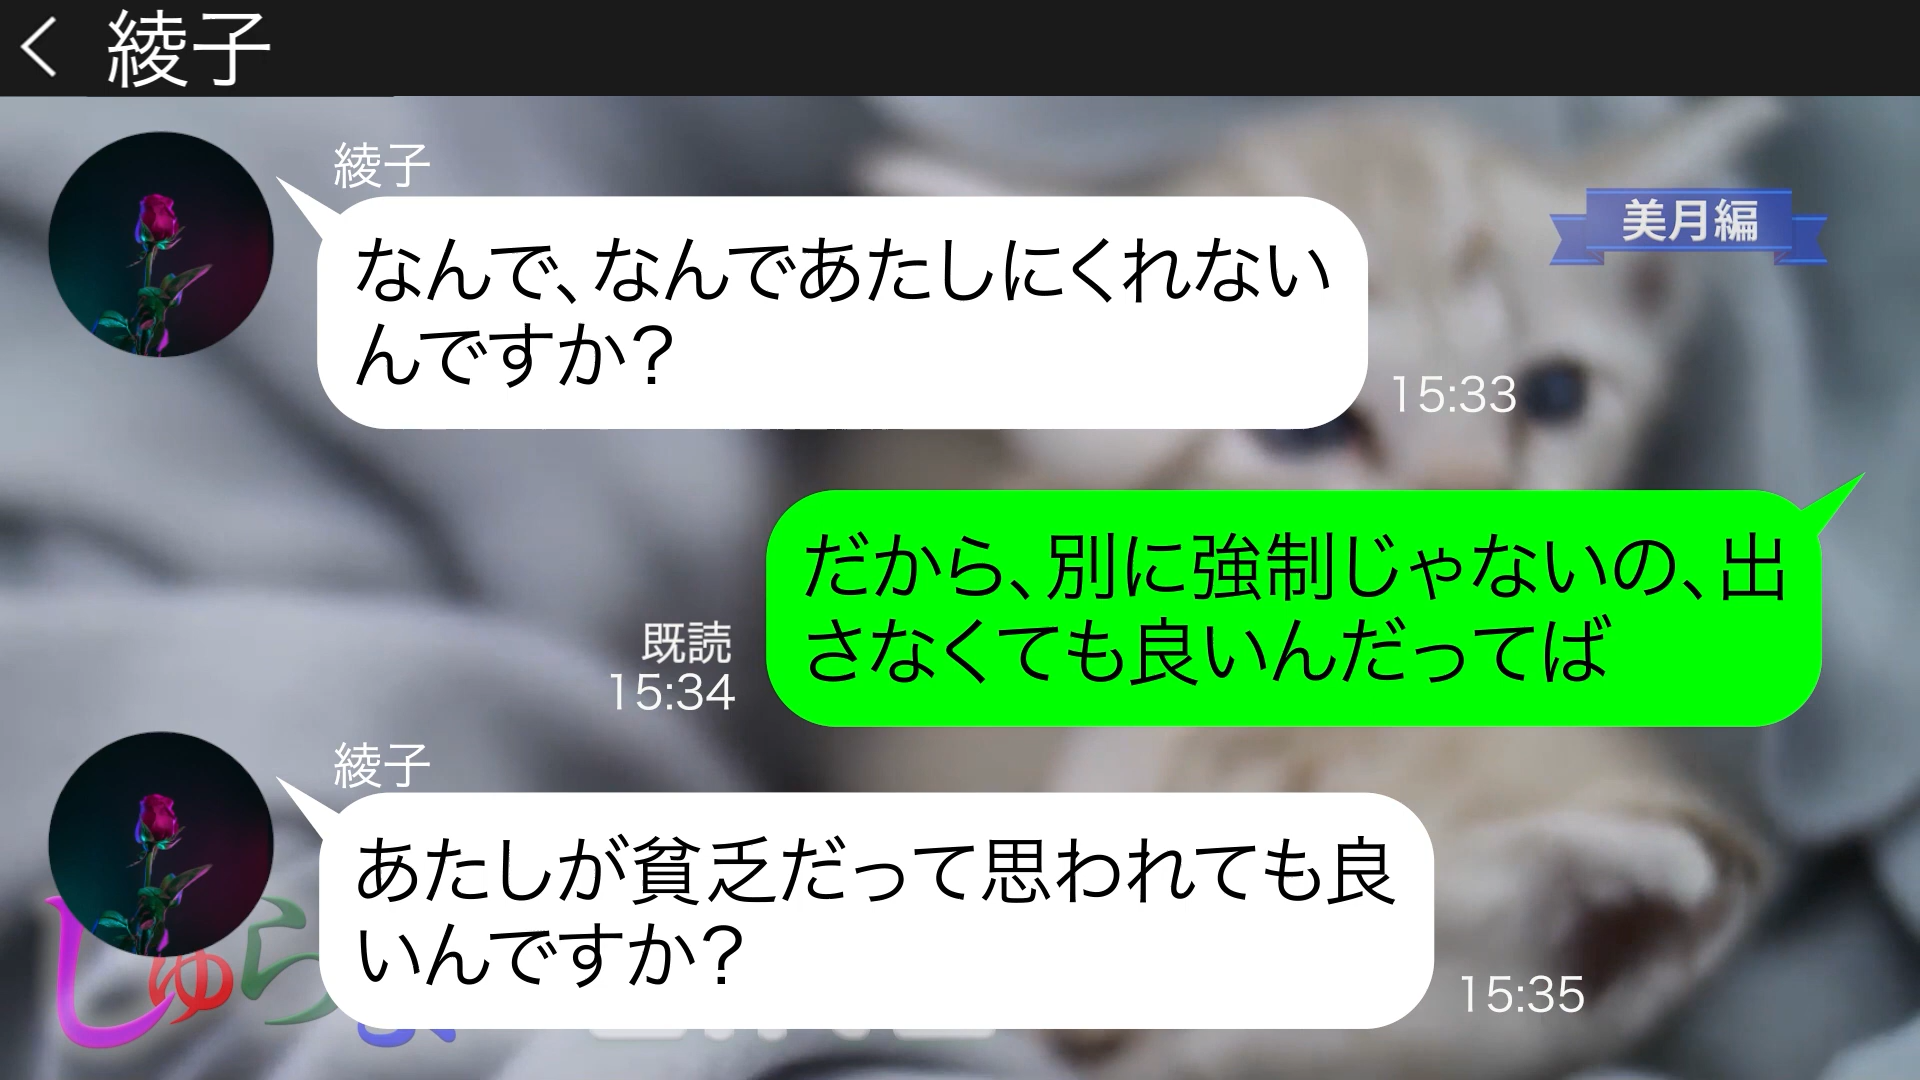 綾子
綾子
美月編
なんで、なんであたしにくれない
んですか？
15:33
だから、別に強制じゃないの、出
さなくても良いんだってば
既読
15:34
綾子
あたしが貧乏だって思われても良
いんですか？
15:35
しゅら